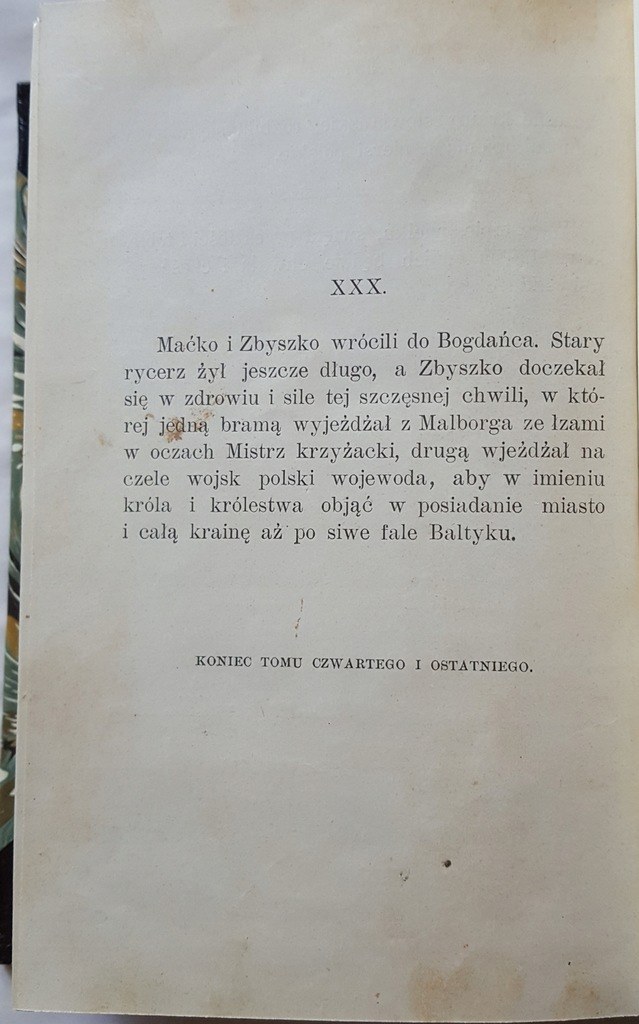 XXX.
Maćko i Zbyszko wrócili do Bogdańca. Stary
rycerz żył jeszcze długo, a Zbyszko doczekał
się w zdrowiu i sile tej szczęsnej chwili, w któ-
rej jedną bramą wyjeżdżał z Malborga ze łzami
w oczach Mistrz krzyżacki, drugą wjeżdżał na
czele wojsk polski wojewoda, aby w imieniu
króla i królestwa objąć w posiadanie miasto
i całą krainę aż po siwe fale Baltyku.
KONIEC TOMU CZWARTEGO I OSTATNIEGO.